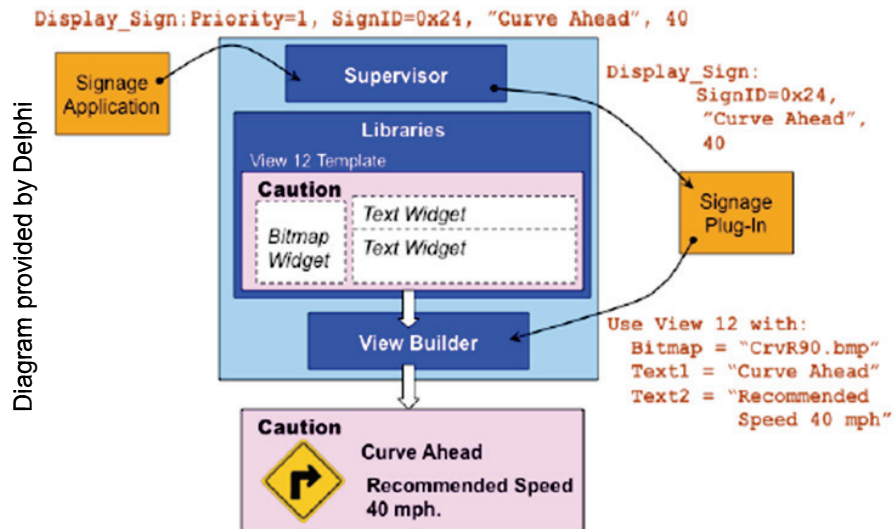 Display_Sign:Priority=1, SignID=0x24, "Curve Ahead", 40
Signage
Application
Supervisor
Display_Sign:
SignID=0x24,
"Curve Ahead",
40
Libraries
View 12 Template
Caution
Bitmap
Widget
Text Widget
Text Widget
Signage
Plug-In
View Builder
Use View 12 with:
Bitmap = "CrvR90.bmp"
Text1 = "Curve Ahead"
Text2 = "Recommended
Speed 40 mph"
Caution
Curve Ahead
Recommended Speed
40 mph.
Diagram provided by Delphi